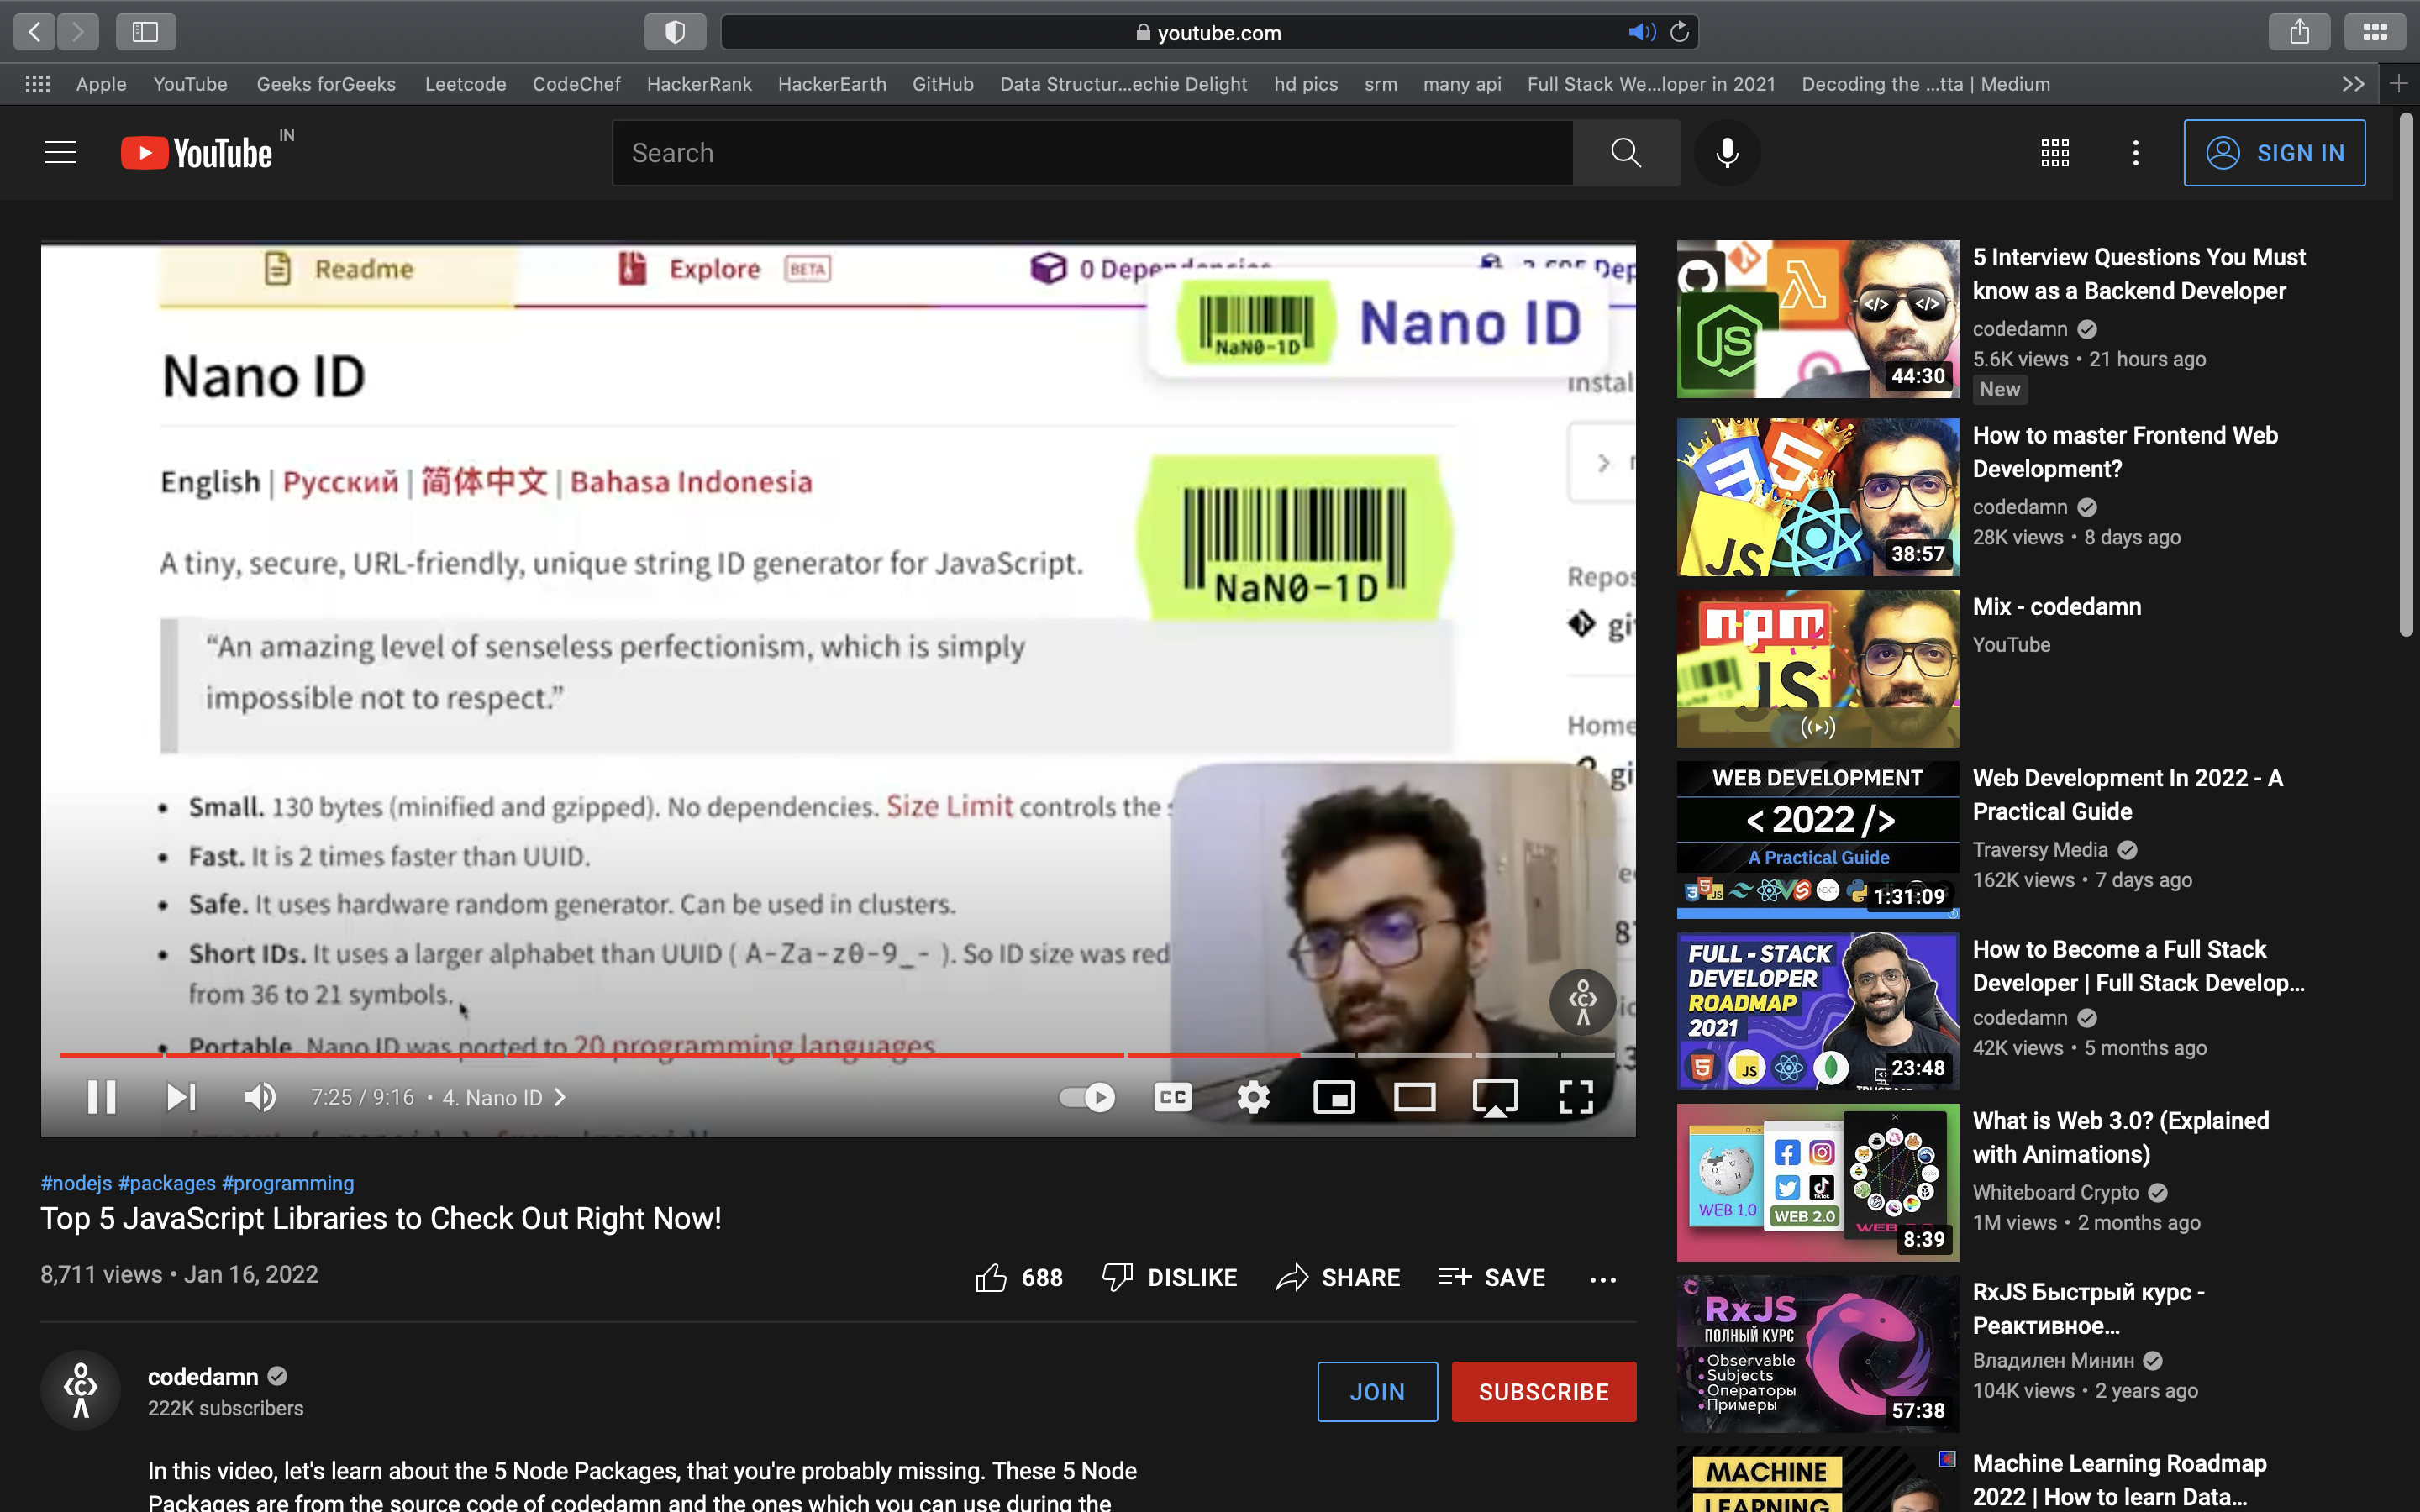 youtube.com
Apple YouTube Geeks forGeeks Leetcode CodeChef HackerRank HackerEarth GitHub Data Structur...echie Delight hd pics srm many api Full Stack We...loper in 2021 Decoding the ...tta | Medium
YouTube IN
Search
SIGN IN
Readme Explore BETA 0 Dependencies
NaN0-1D Nano ID
Nano ID
English | Русский | 简体中文 | Bahasa Indonesia
A tiny, secure, URL-friendly, unique string ID generator for JavaScript.
NaN0-1D
“An amazing level of senseless perfectionism, which is simply
impossible not to respect.”
Small. 130 bytes (minified and gzipped). No dependencies. Size Limit controls the
Fast. It is 2 times faster than UUID.
Safe. It uses hardware random generator. Can be used in clusters.
Short IDs. It uses a larger alphabet than UUID ( A-Za-z0-9_- ). So ID size was red
from 36 to 21 symbols.
Portable. Nano ID was ported to 20 programming languages.
7:25 / 9:16 • 4. Nano ID
CC
#nodejs #packages #programming
Top 5 JavaScript Libraries to Check Out Right Now!
8,711 views • Jan 16, 2022
688 DISLIKE SHARE SAVE
codedamn
222K subscribers
JOIN SUBSCRIBE
In this video, let's learn about the 5 Node Packages, that you're probably missing. These 5 Node
Packages are from the source code of codedamn and the ones which you can use during the
JS
44:30
5 Interview Questions You Must
know as a Backend Developer
codedamn
5.6K views • 21 hours ago
New
JS
38:57
How to master Frontend Web
Development?
codedamn
28K views • 8 days ago
npm
JS
Mix - codedamn
YouTube
WEB DEVELOPMENT
< 2022 />
A Practical Guide
1:31:09
Web Development In 2022 - A
Practical Guide
Traversy Media
162K views • 7 days ago
FULL - STACK
DEVELOPER
ROADMAP
2021
JS
23:48
How to Become a Full Stack
Developer | Full Stack Develop...
codedamn
42K views • 5 months ago
WEB 1.0
WEB 2.0
8:39
What is Web 3.0? (Explained
with Animations)
Whiteboard Crypto
1M views • 2 months ago
RxJS
ПОЛНЫЙ КУРС
Observable
Subjects
Операторы
Примеры
57:38
RxJS Быстрый курс -
Реактивное...
Владилен Минин
104K views • 2 years ago
MACHINE
LEARNING
Machine Learning Roadmap
2022 | How to learn Data...